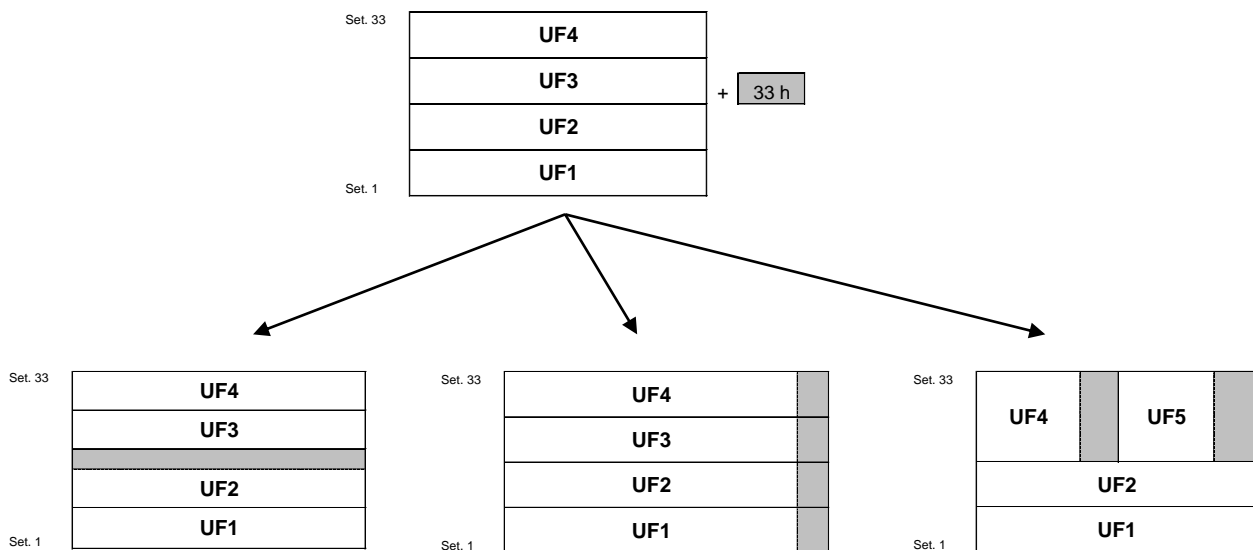 Set. 33
UF4
UF3
+ 33 h
UF2
UF1
Set. 1
Set. 33
UF4
UF3
UF2
UF1
Set. 1
Set. 33
UF4
UF3
UF2
UF1
Set. 1
Set. 33
UF4 UF5
UF2
UF1
Set. 1